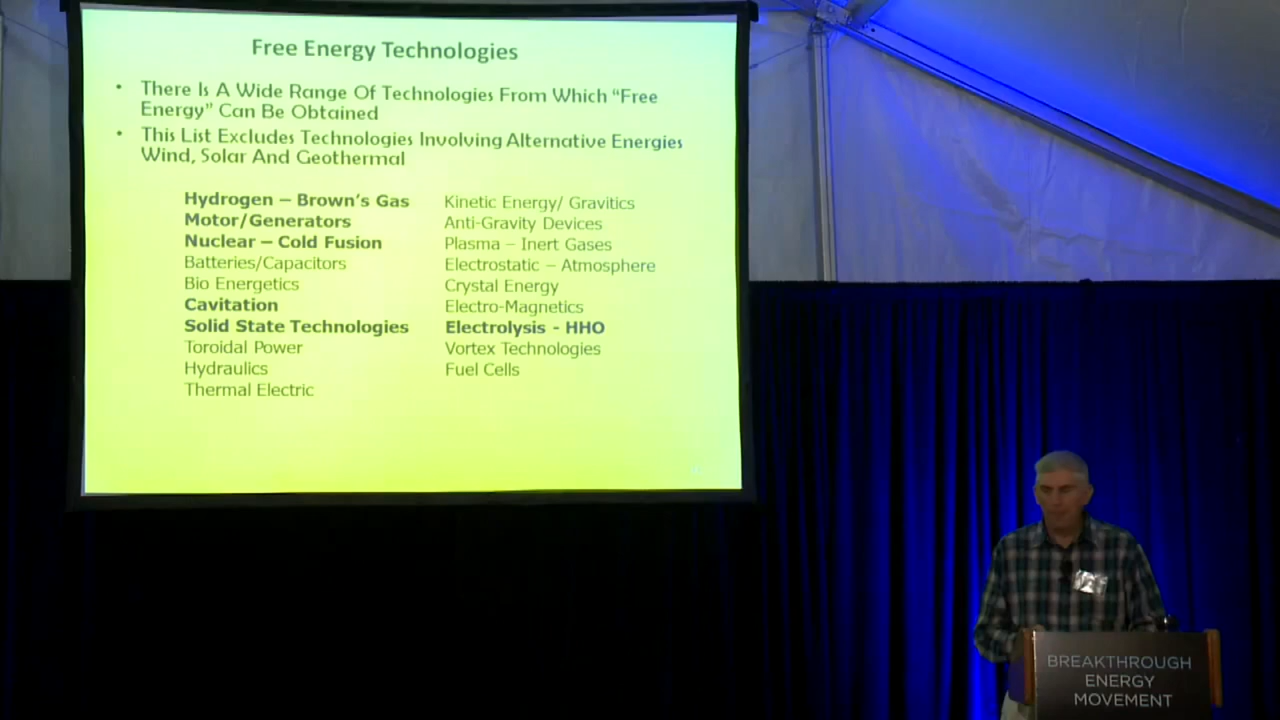 Free Energy Technologies
• There Is A Wide Range Of Technologies From Which “Free
Energy” Can Be Obtained
• This List Excludes Technologies Involving Alternative Energies
Wind, Solar And Geothermal
Hydrogen – Brown's Gas
Motor/Generators
Nuclear – Cold Fusion
Batteries/Capacitors
Bio Energetics
Cavitation
Solid State Technologies
Toroidal Power
Hydraulics
Thermal Electric
Kinetic Energy/ Gravitics
Anti-Gravity Devices
Plasma – Inert Gases
Electrostatic – Atmosphere
Crystal Energy
Electro-Magnetics
Electrolysis - HHO
Vortex Technologies
Fuel Cells
BREAKTHROUGH
ENERGY
MOVEMENT